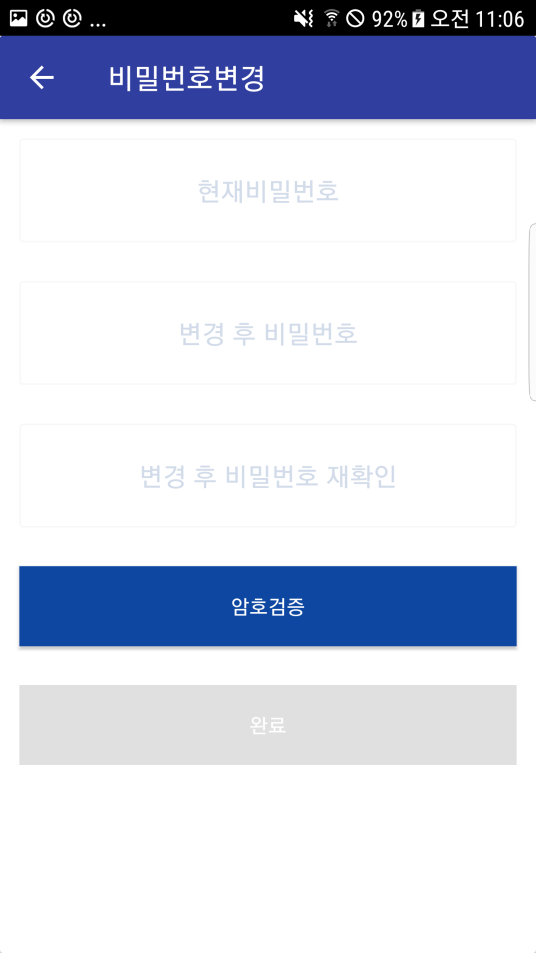 ... 92% 오전 11:06
비밀번호변경
현재비밀번호
변경 후 비밀번호
변경 후 비밀번호 재확인
암호검증
완료